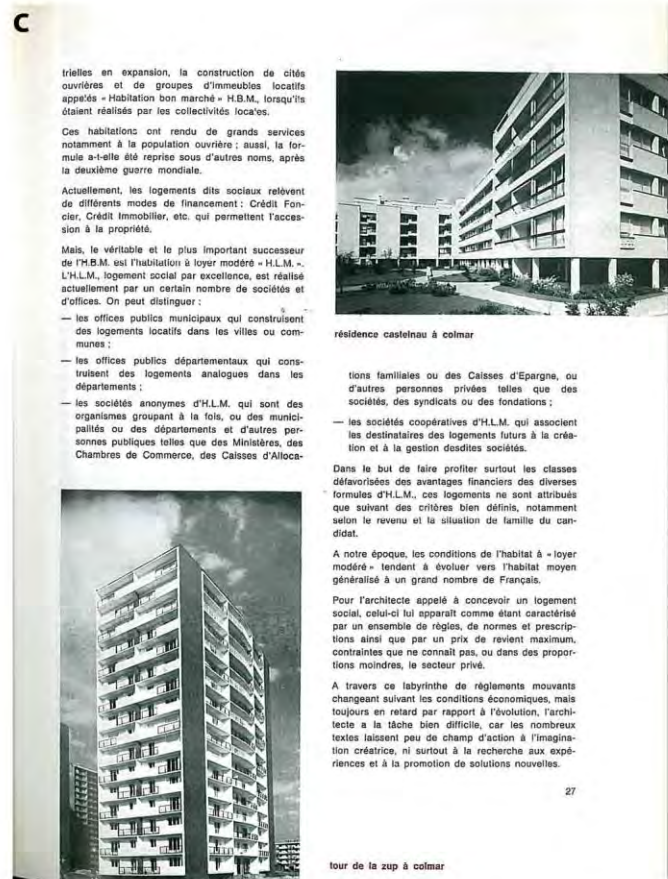 C
trielles en expansion, la construction de cités
ouvrières et de groupes d'immeubles locatifs
appelés « Habitation bon marché » H.B.M., lorsqu'ils
étaient réalisés par les collectivités locales.
Ces habitations ont rendu de grands services
notamment à la population ouvrière ; aussi, la for-
mule a-t-elle été reprise sous d'autres noms, après
la deuxième guerre mondiale.
Actuellement, les logements dits sociaux relèvent
de différents modes de financement : Crédit Fon-
cier, Crédit Immobilier, etc. qui permettent l'acces-
sion à la propriété.
Mais, le véritable et le plus important successeur
de l'H.B.M. est l'habitation à loyer modéré « H.L.M. ».
L'H.L.M., logement social par excellence, est réalisé
actuellement par un certain nombre de sociétés et
d'offices. On peut distinguer :
— les offices publics municipaux qui construisent
des logements locatifs dans les villes ou com-
munes ;
— les offices publics départementaux qui cons-
truisent des logements analogues dans les
départements ;
— les sociétés anonymes d'H.L.M. qui sont des
organismes groupant à la fois, ou des munici-
palités ou des départements et d'autres per-
sonnes publiques telles que des Ministères, des
Chambres de Commerce, des Caisses d'Alloca-
résidence castelnau à colmar
tions familiales ou des Caisses d'Epargne, ou
d'autres personnes privées telles que des
sociétés, des syndicats ou des fondations ;
— les sociétés coopératives d'H.L.M. qui associent
les destinataires des logements futurs à la créa-
tion et à la gestion desdites sociétés.
Dans le but de faire profiter surtout les classes
défavorisées des avantages financiers des diverses
formules d'H.L.M., ces logements ne sont attribués
que suivant des critères bien définis, notamment
selon le revenu et la situation de famille du can-
didat.
A notre époque, les conditions de l'habitat à « loyer
modéré » tendent à évoluer vers l'habitat moyen
généralisé à un grand nombre de Français.
Pour l'architecte appelé à concevoir un logement
social, celui-ci lui apparaît comme étant caractérisé
par un ensemble de règles, de normes et prescrip-
tions ainsi que par un prix de revient maximum,
contraintes que ne connaît pas, ou dans des propor-
tions moindres, le secteur privé.
A travers ce labyrinthe de règlements mouvants
changeant suivant les conditions économiques, mais
toujours en retard par rapport à l'évolution, l'archi-
tecte a la tâche bien difficile, car les nombreux
textes laissent peu de champ d'action à l'imagina-
tion créatrice, ni surtout à la recherche aux expé-
riences et à la promotion de solutions nouvelles.
27
tour de la zup à colmar